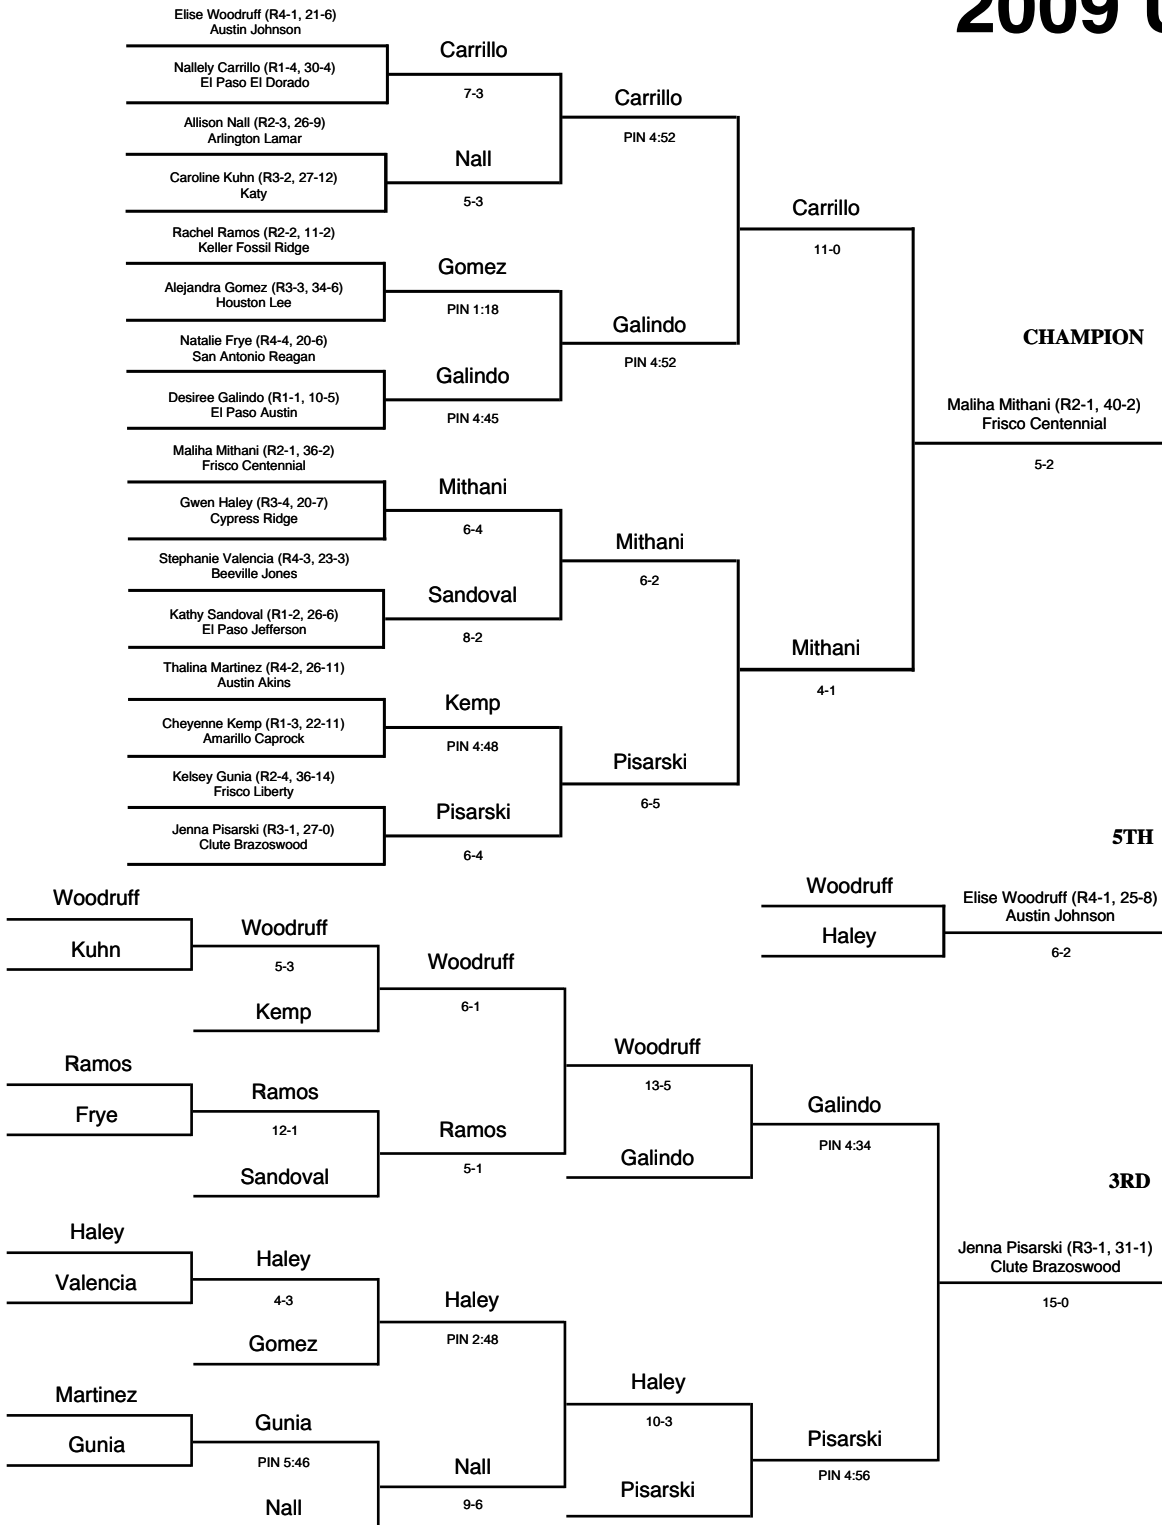 2009 U
Elise Woodruff (R4-1, 21-6)
Austin Johnson
Nallely Carrillo (R1-4, 30-4)
El Paso El Dorado
Allison Nall (R2-3, 26-9)
Arlington Lamar
Caroline Kuhn (R3-2, 27-12)
Katy
Rachel Ramos (R2-2, 11-2)
Keller Fossil Ridge
Alejandra Gomez (R3-3, 34-6)
Houston Lee
Natalie Frye (R4-4, 20-6)
San Antonio Reagan
Desiree Galindo (R1-1, 10-5)
El Paso Austin
Maliha Mithani (R2-1, 36-2)
Frisco Centennial
Gwen Haley (R3-4, 20-7)
Cypress Ridge
Stephanie Valencia (R4-3, 23-3)
Beeville Jones
Kathy Sandoval (R1-2, 26-6)
El Paso Jefferson
Thalina Martinez (R4-2, 26-11)
Austin Akins
Cheyenne Kemp (R1-3, 22-11)
Amarillo Caprock
Kelsey Gunia (R2-4, 36-14)
Frisco Liberty
Jenna Pisarski (R3-1, 27-0)
Clute Brazoswood
Carrillo
7-3
Nall
5-3
Gomez
PIN 1:18
Galindo
PIN 4:45
Mithani
6-4
Sandoval
8-2
Kemp
PIN 4:48
Pisarski
6-4
Carrillo
PIN 4:52
Galindo
PIN 4:52
Mithani
6-2
Pisarski
6-5
Carrillo
11-0
Mithani
4-1
CHAMPION
Maliha Mithani (R2-1, 40-2)
Frisco Centennial
5-2
5TH
Woodruff
Haley
Elise Woodruff (R4-1, 25-8)
Austin Johnson
6-2
Woodruff
Kuhn
Ramos
Frye
Haley
Valencia
Martinez
Gunia
Woodruff
5-3
Kemp
Ramos
12-1
Sandoval
Haley
4-3
Gomez
Gunia
PIN 5:46
Nall
Woodruff
6-1
Ramos
5-1
Haley
PIN 2:48
Nall
9-6
Woodruff
13-5
Galindo
Haley
10-3
Pisarski
Galindo
PIN 4:34
Pisarski
PIN 4:56
3RD
Jenna Pisarski (R3-1, 31-1)
Clute Brazoswood
15-0